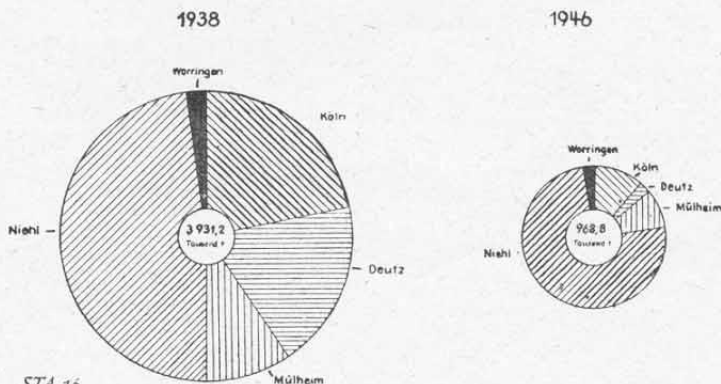 1938
1946
Worringen
Köln
Niehl
3 931,2
Tausend t
Deutz
Mülheim
Worringen
Köln
Deutz
Mülheim
968,8
Tausend t
Niehl
STA 46